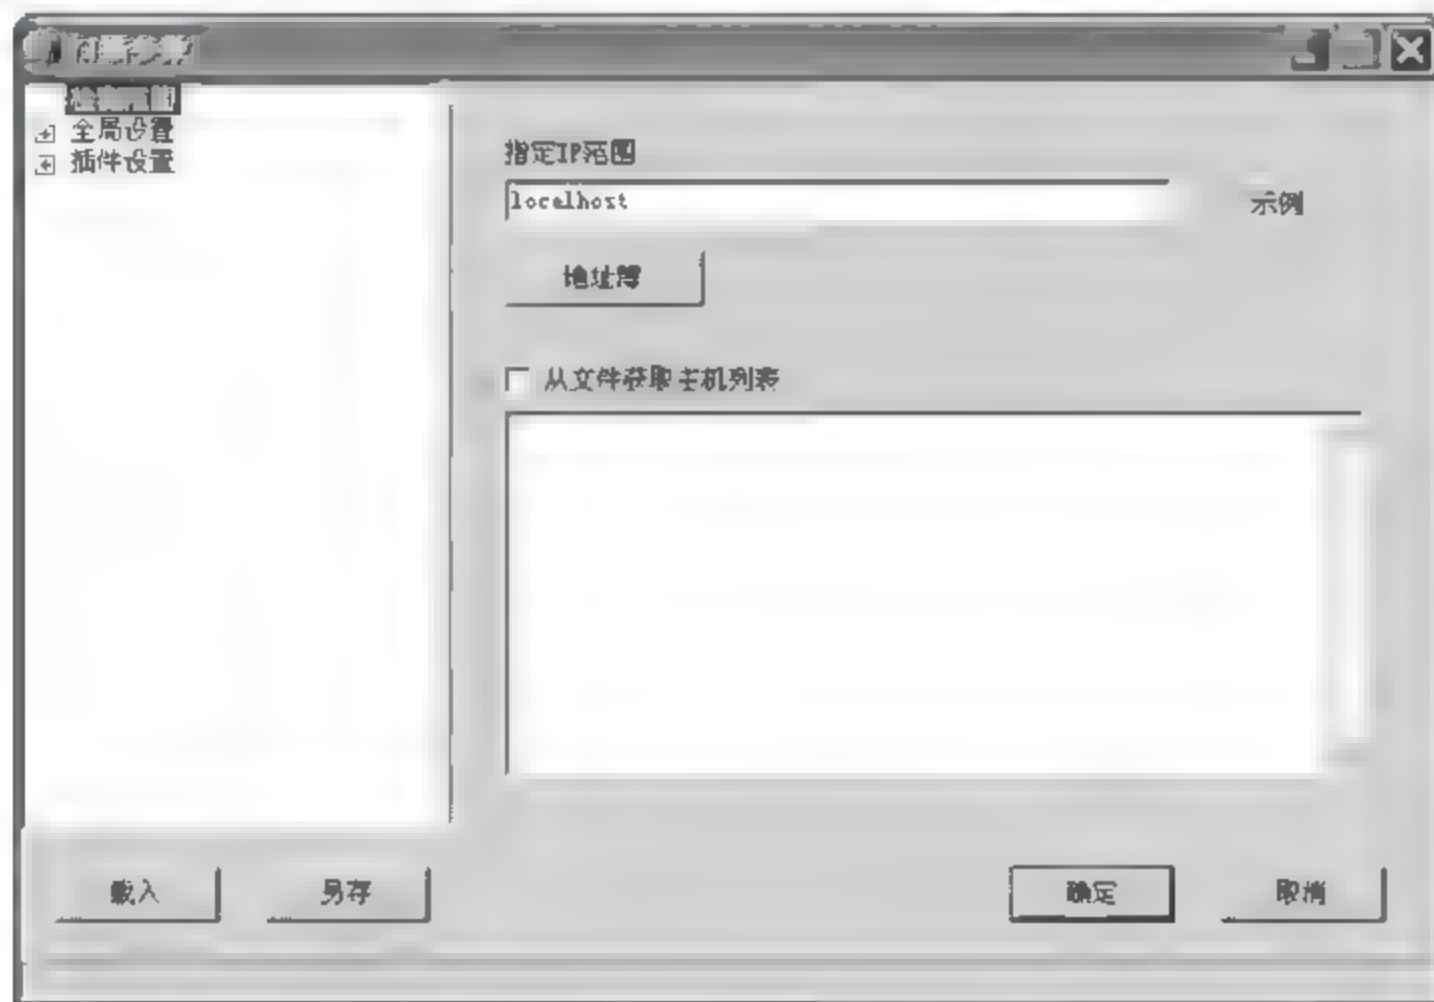 全局设置
插件设置
指定IP范围
localhost
示例
地址簿
从文件获取主机列表
载入
另存
确定
取消